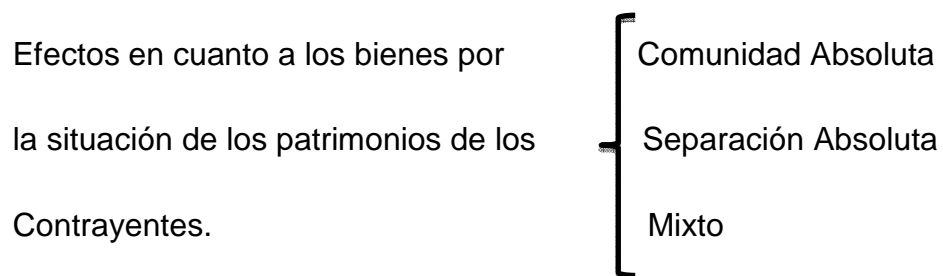 Efectos en cuanto a los bienes por
la situación de los patrimonios de los
Contrayentes.
Comunidad Absoluta
Separación Absoluta
Mixto